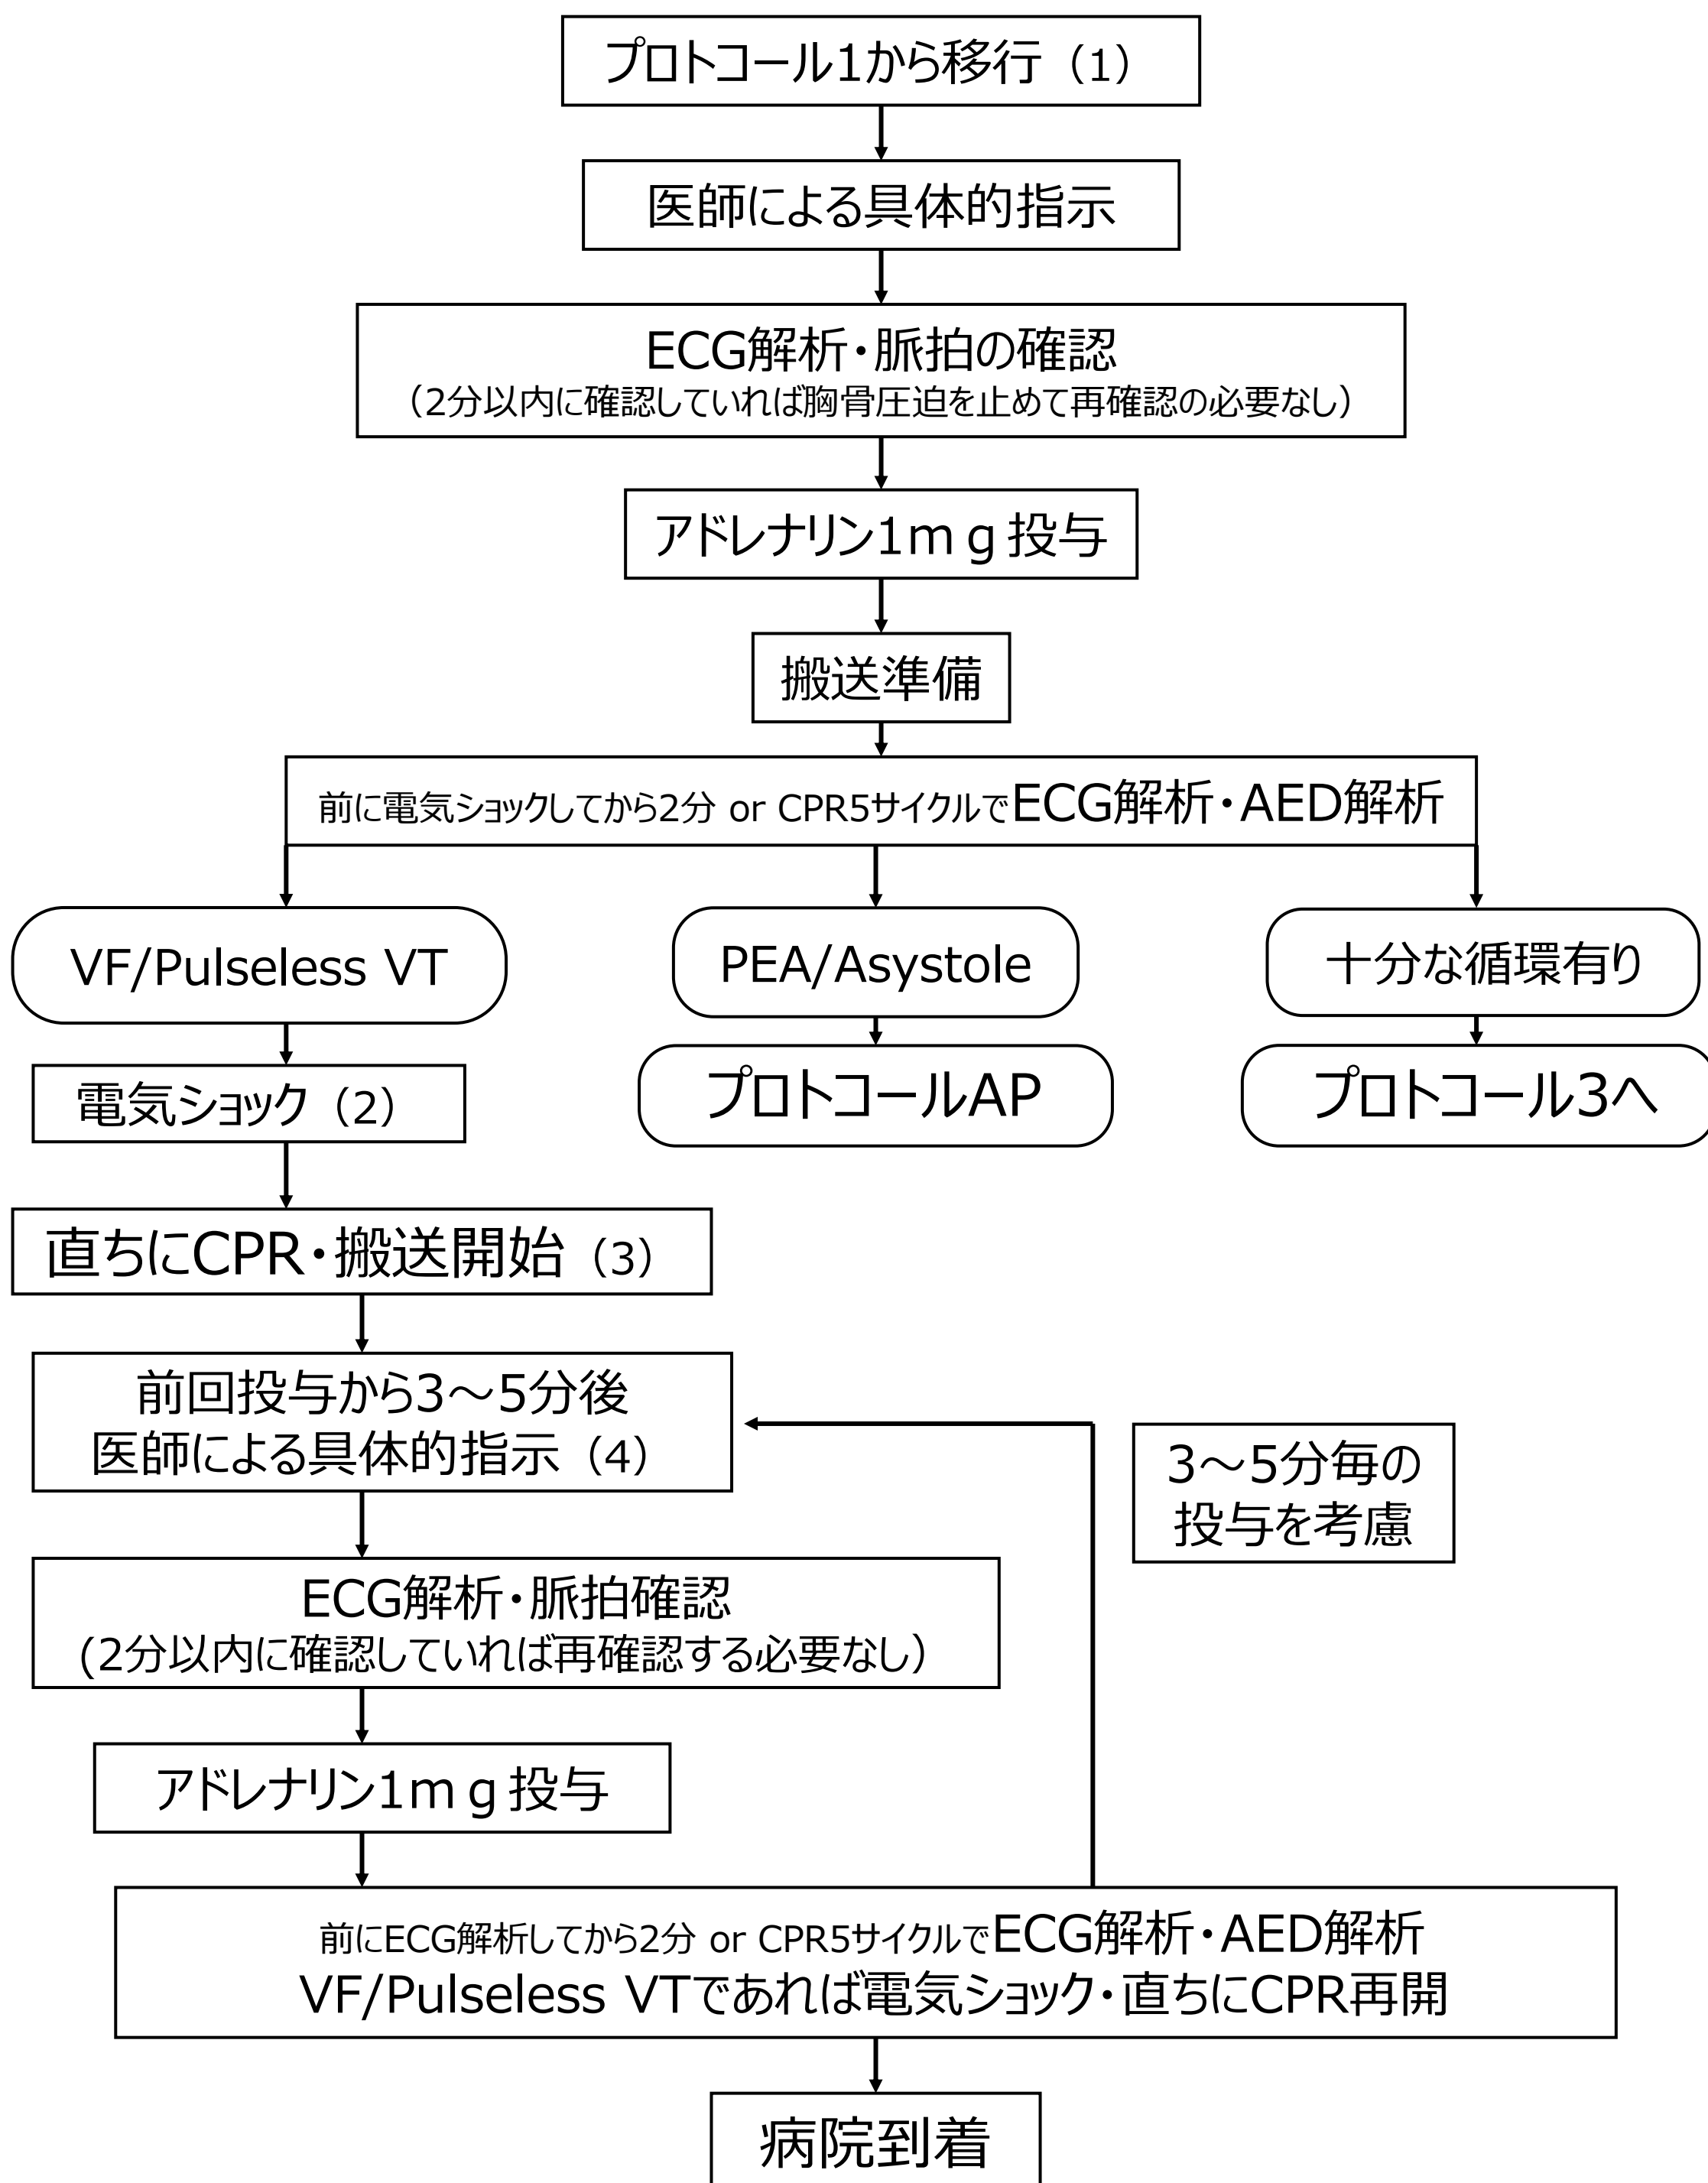 プロトコール1から移行（1）
医師による具体的指示
ECG解析・脈拍の確認
（2分以内に確認していれば胸骨圧迫を止めて再確認の必要なし）
アドレナリン1ｍｇ投与
搬送準備
前に電気ショックしてから2分 or CPR5サイクルでECG解析・AED解析
VF/Pulseless VT
PEA/Asystole
十分な循環有り
電気ショック（2）
プロトコールAP
プロトコール3へ
直ちにCPR・搬送開始（3）
前回投与から3～5分後
医師による具体的指示（4）
3～5分毎の
投与を考慮
ECG解析・脈拍確認
（2分以内に確認していれば再確認する必要なし）
アドレナリン1ｍｇ投与
前にECG解析してから2分 or CPR5サイクルでECG解析・AED解析
VF/Pulseless VTであれば電気ショック・直ちにCPR再開
病院到着